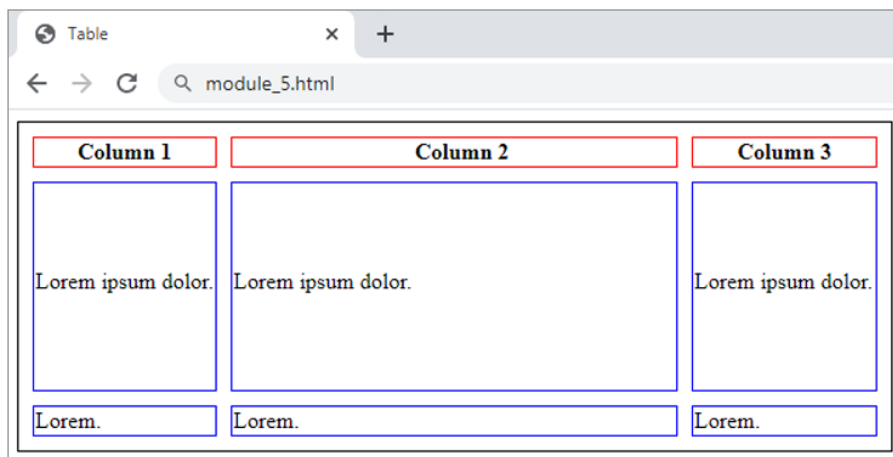 Table
module_5.html
Column 1 Column 2 Column 3
Lorem ipsum dolor. Lorem ipsum dolor. Lorem ipsum dolor.
Lorem. Lorem. Lorem.